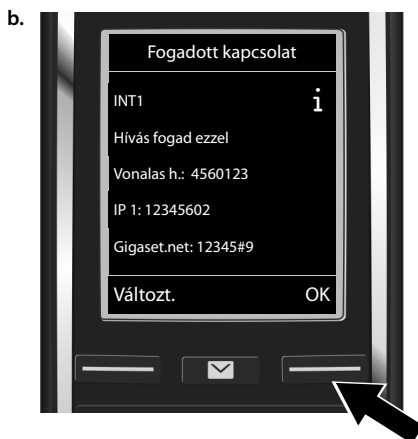 b.
Fogadott kapcsolat
INT1 i
Hívás fogad ezzel
Vonalas h.: 4560123
IP 1: 12345602
Gigaset.net: 12345#9
Változt. OK